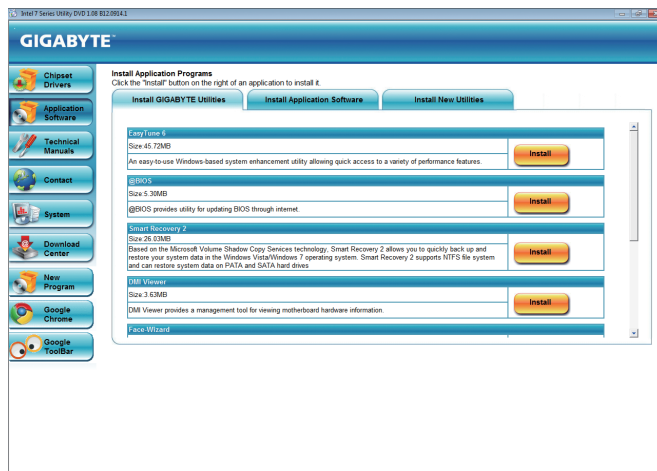 Intel 7 Series Utility DVD 1.08 B12.0914.1
GIGABYTE™
Chipset
Drivers
Application
Software
Technical
Manuals
Contact
System
Download
Center
New
Program
Google
Chrome
Google
ToolBar
Install Application Programs
Click the "Install" button on the right of an application to install it.
Install GIGABYTE Utilities
Install Application Software
Install New Utilities
EasyTune 6
Size:45.72MB
An easy-to-use Windows-based system enhancement utility allowing quick access to a variety of performance features.
Install
@BIOS
Size:5.30MB
@BIOS provides utility for updating BIOS through internet.
Install
Smart Recovery 2
Size:26.03MB
Based on the Microsoft Volume Shadow Copy Services technology, Smart Recovery 2 allows you to quickly back up and
restore your system data in the Windows Vista/Windows 7 operating system. Smart Recovery 2 supports NTFS file system
and can restore system data on PATA and SATA hard drives
Install
DMI Viewer
Size:3.63MB
DMI Viewer provides a management tool for viewing motherboard hardware information.
Install
Face-Wizard